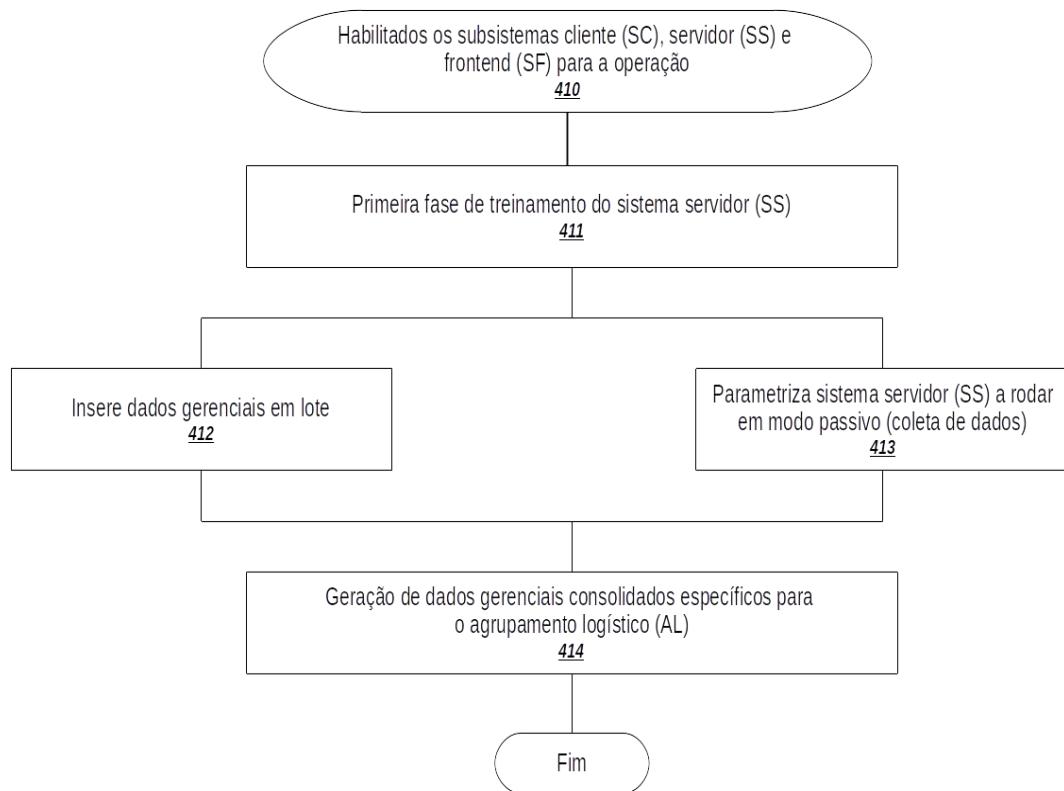 Habilitados os subsistemas cliente (SC), servidor (SS) e
frontend (SF) para a operação
410
Primeira fase de treinamento do sistema servidor (SS)
411
Insere dados gerenciais em lote
412
Parametriza sistema servidor (SS) a rodar
em modo passivo (coleta de dados)
413
Geração de dados gerenciais consolidados específicos para
o agrupamento logístico (AL)
414
Fim